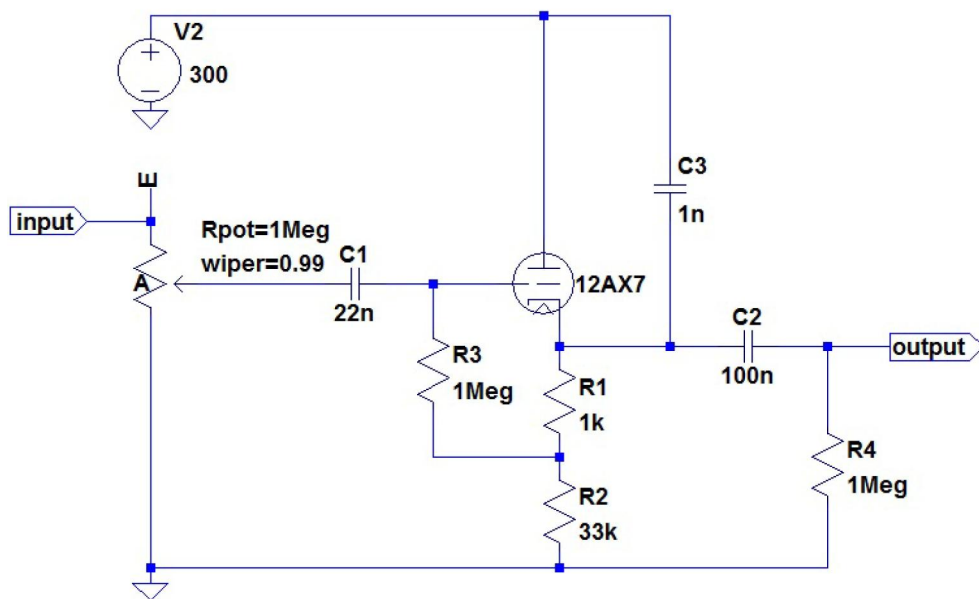 V2
300
E
input
A
Rpot=1Meg
wiper=0.99
C1
22n
12AX7
C3
1n
R3
1Meg
R1
1k
C2
100n
output
R2
33k
R4
1Meg